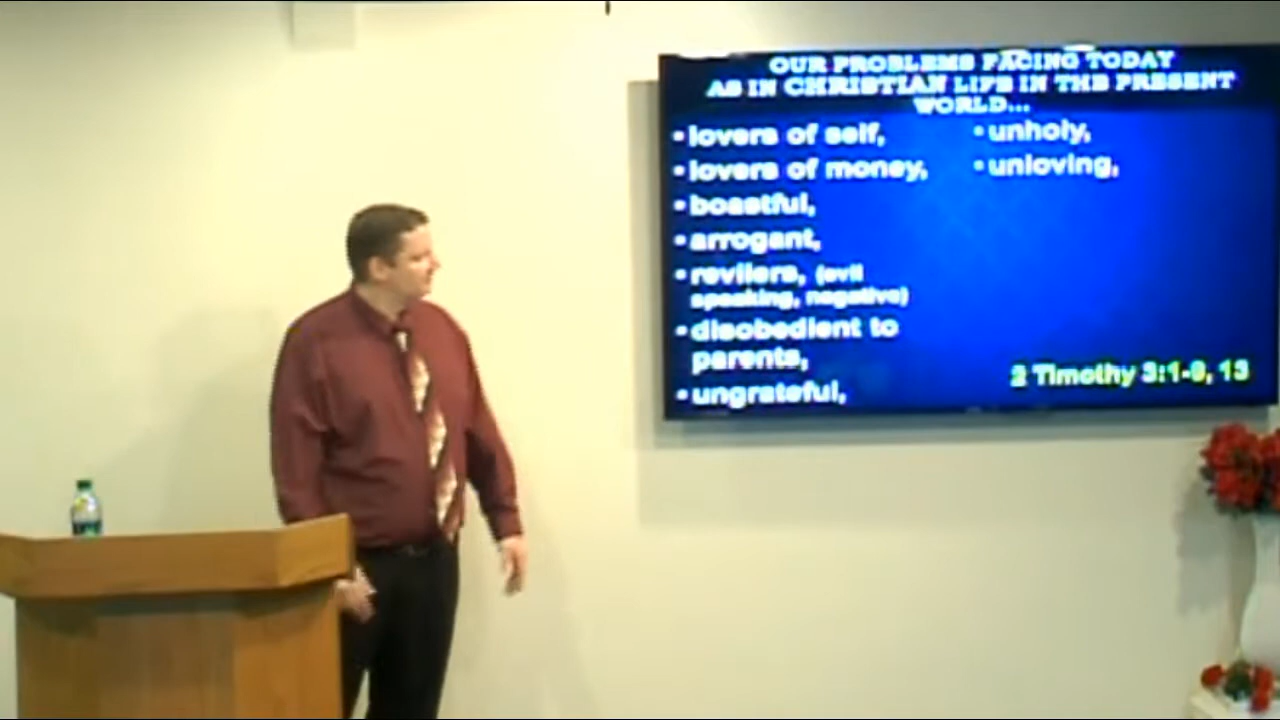 OUR PROBLEMS FACING TODAY
AS IN CHRISTIAN LIFE IN THE PRESENT
WORLD...
• lovers of self,
• lovers of money,
• boastful,
• arrogant,
• revilers, (evil
speaking, negative)
• disobedient to
parents,
• ungrateful,
• unholy,
• unloving,
2 Timothy 3:1-9, 13